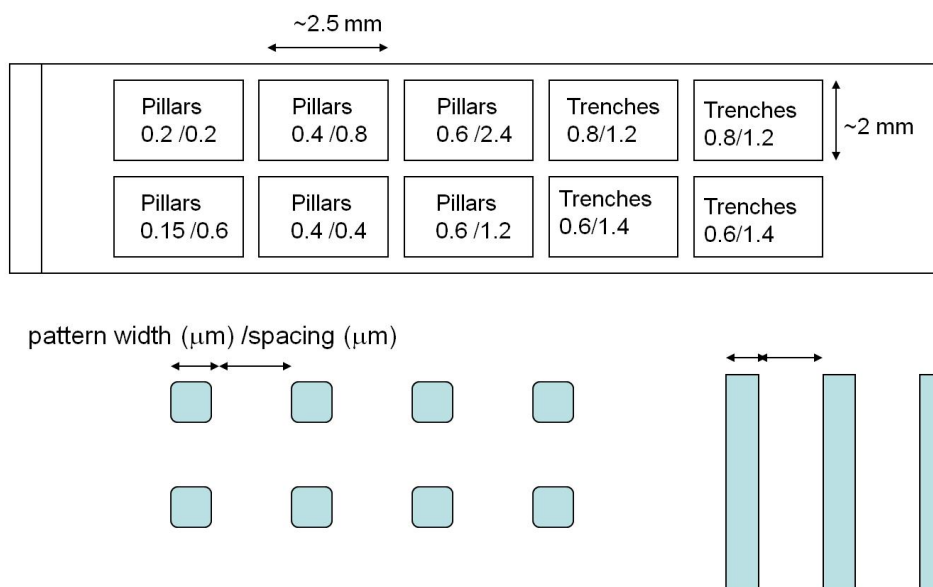 ~2.5 mm
Pillars
0.2 /0.2
Pillars
0.4 /0.8
Pillars
0.6 /2.4
Trenches
0.8/1.2
Trenches
0.8/1.2
~2 mm
Pillars
0.15 /0.6
Pillars
0.4 /0.4
Pillars
0.6 /1.2
Trenches
0.6/1.4
Trenches
0.6/1.4
pattern width (μm) /spacing (μm)